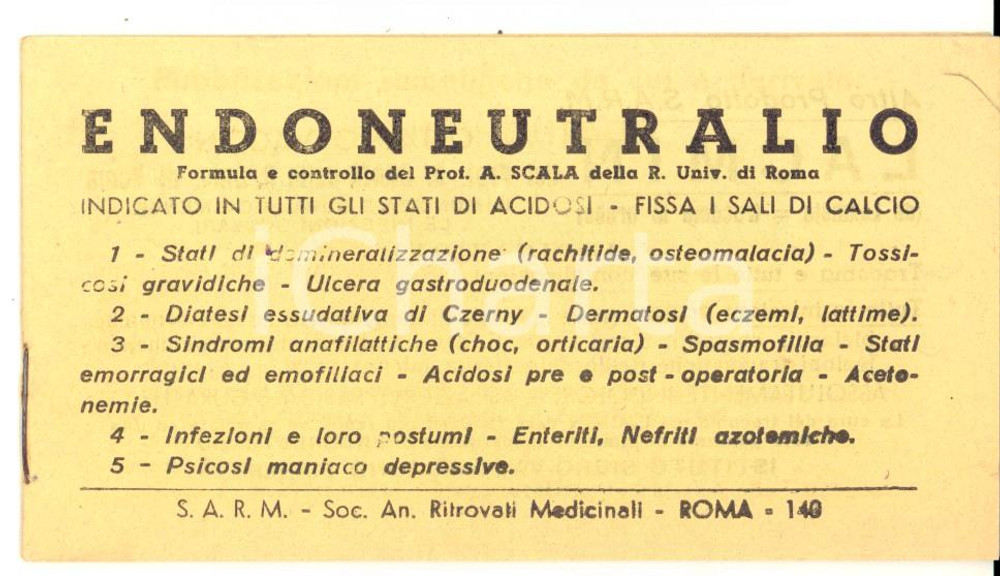 ENDONEUTRALIO
Formula e controllo del Prof. A. SCALA della R. Univ. di Roma
INDICATO IN TUTTI GLI STATI DI ACIDOSI - FISSA I SALI DI CALCIO
1 - Stati di demineralizzazione (rachitide, osteomalacia) - Tossi-
cosi gravidiche - Ulcera gastroduodenale.
2 - Diatesi essudativa di Czerny - Dermatosi (eczemi, lattime).
3 - Sindromi anafilattiche (choc, orticaria) - Spasmofilia - Stati
emorragici ed emofiliaci - Acidosi pre e post-operatoria - Aceto-
nemie.
4 - Infezioni e loro postumi - Enteriti, Nefriti azotemiche.
5 - Psicosi maniaco depressive.
S. A. R. M. - Soc. An. Ritrovati Medicinali - ROMA - 140
iCharta